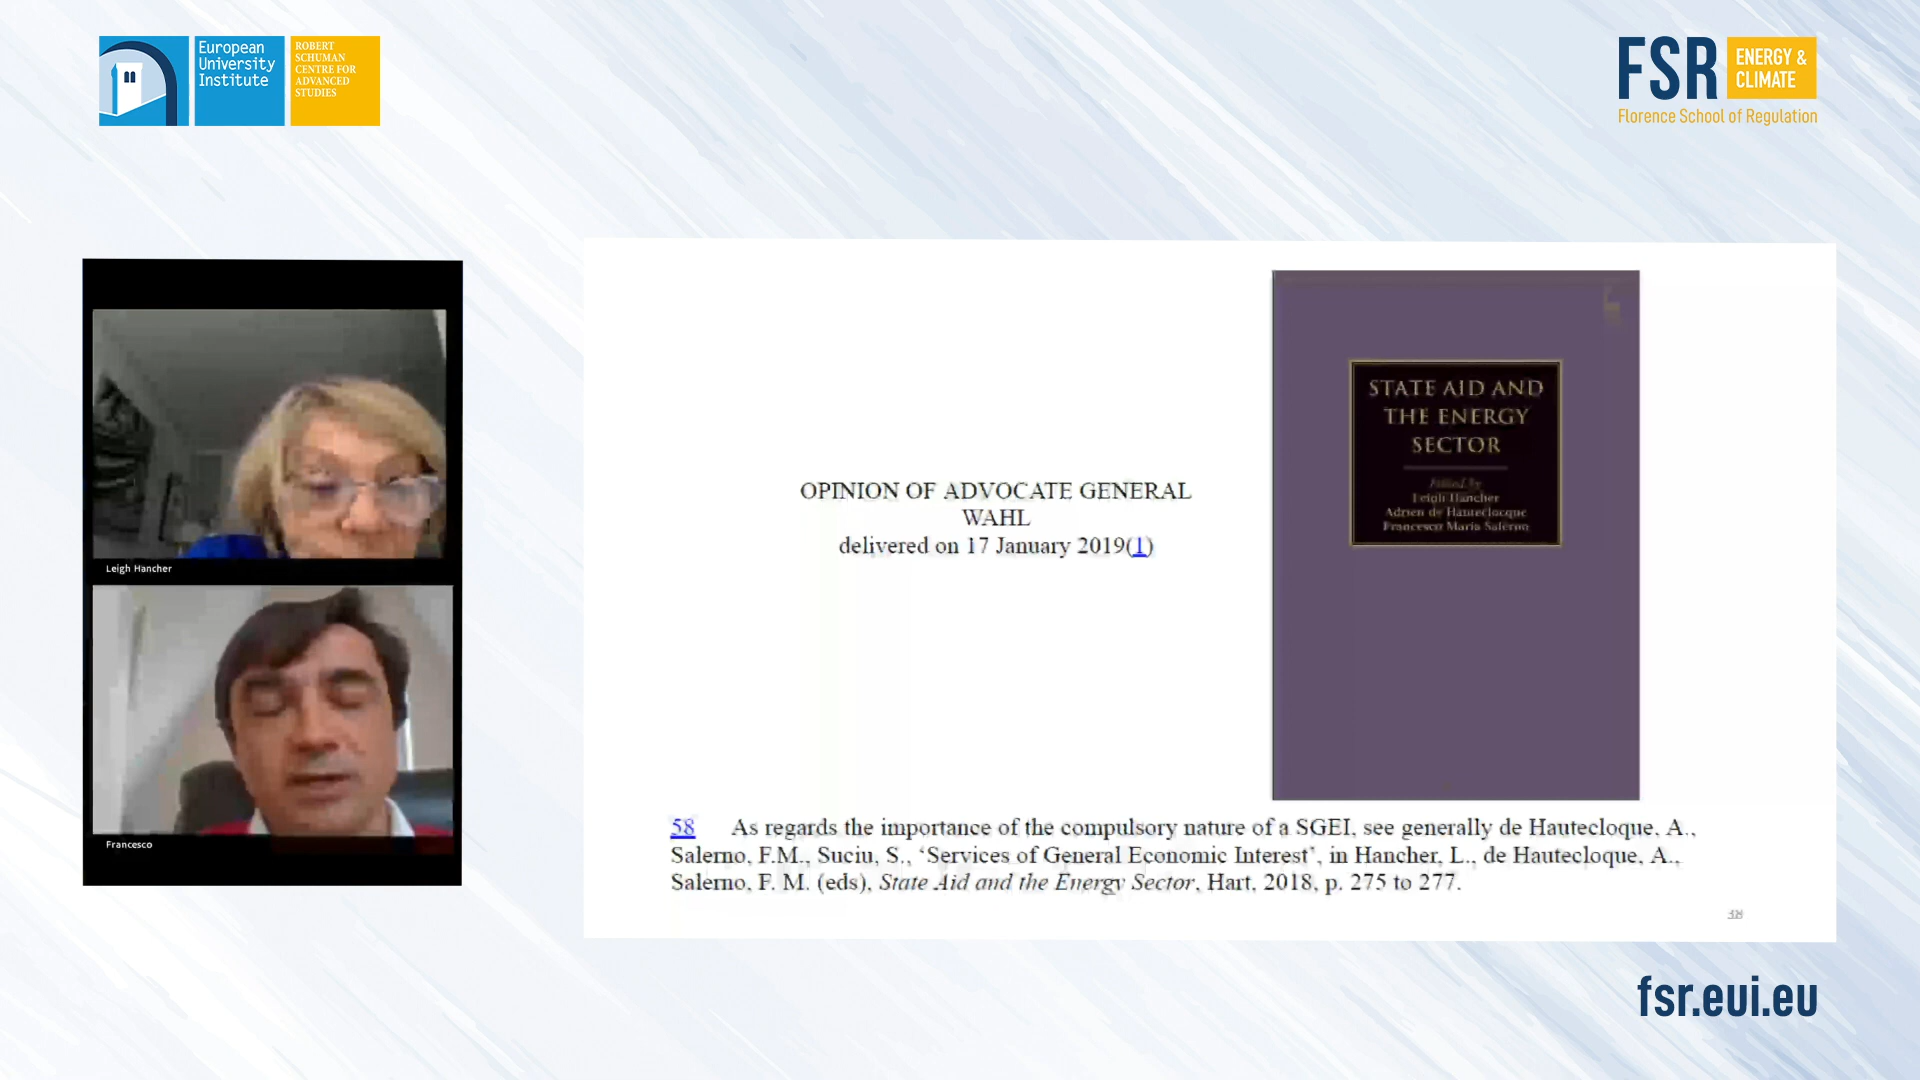 European
University
Institute
ROBERT
SCHUMAN
CENTRE FOR
ADVANCED
STUDIES
FSR
ENERGY &
CLIMATE
Florence School of Regulation
Leigh Hancher
Francesco
OPINION OF ADVOCATE GENERAL
WAHL
delivered on 17 January 2019(1)
STATE AID AND
THE ENERGY
SECTOR
Edited by
Leigh Hancher
Adrien de Hauteclocque
Francesco Maria Salerno
58 As regards the importance of the compulsory nature of a SGEI, see generally de Hautecloque, A.,
Salerno, F.M., Suciu, S., ‘Services of General Economic Interest’, in Hancher, L., de Hautecloque, A.,
Salerno, F. M. (eds), State Aid and the Energy Sector, Hart, 2018, p. 275 to 277.
fsr.eui.eu